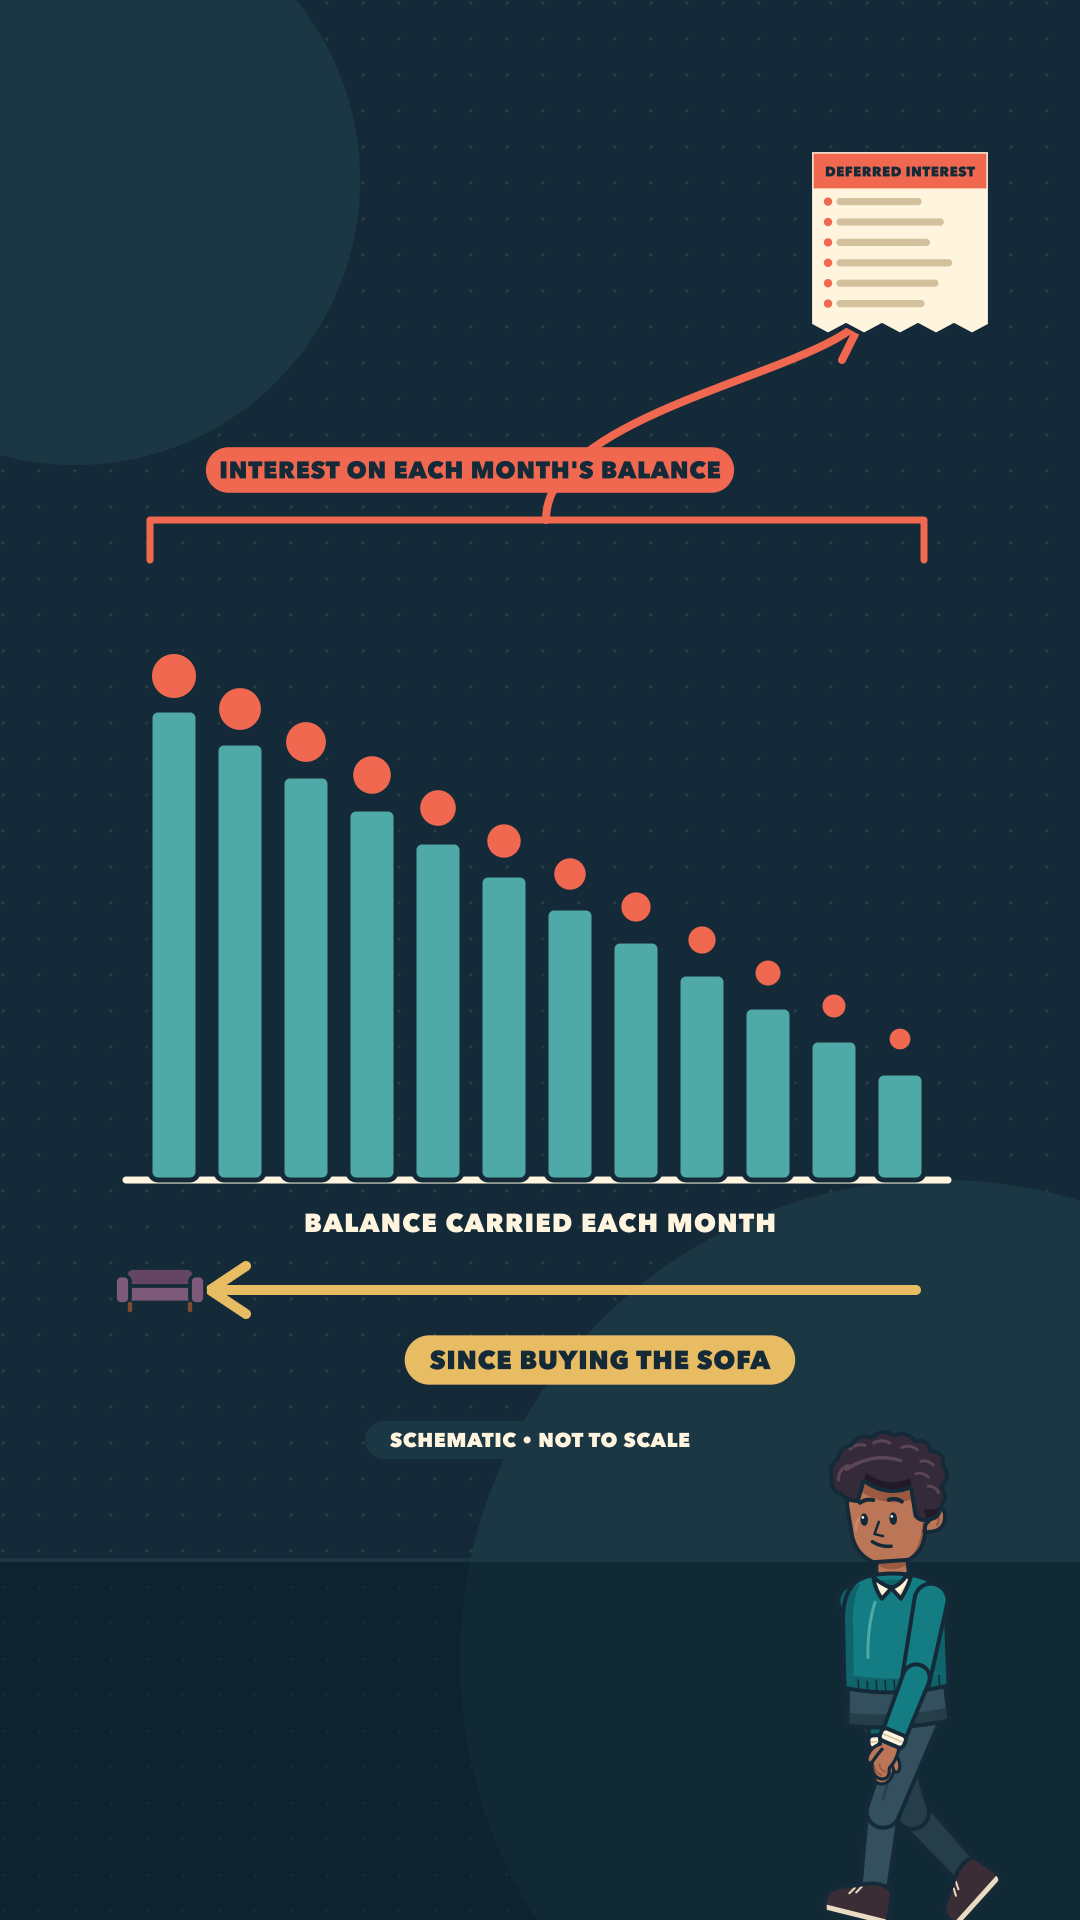 DEFERRED INTEREST
INTEREST ON EACH MONTH'S BALANCE
BALANCE CARRIED EACH MONTH
SINCE BUYING THE SOFA
SCHEMATIC • NOT TO SCALE